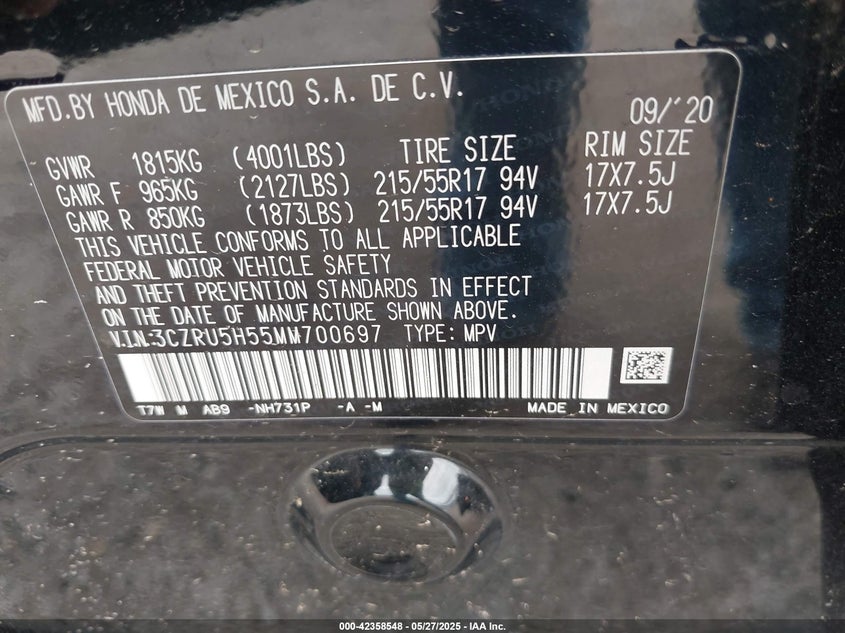 MFD.BY HONDA DE MEXICO S.A. DE C.V.
09/'20
GVWR 1815KG (4001LBS) TIRE SIZE RIM SIZE
GAWR F 965KG (2127LBS) 215/55R17 94V 17X7.5J
GAWR R 850KG (1873LBS) 215/55R17 94V 17X7.5J
THIS VEHICLE CONFORMS TO ALL APPLICABLE
FEDERAL MOTOR VEHICLE SAFETY
AND THEFT PREVENTION STANDARDS IN EFFECT
ON THE DATE OF MANUFACTURE SHOWN ABOVE.
V.I.N.:3CZRU5H55MM700697 TYPE: MPV
T7W M AB9 -NH731P -A -M MADE IN MEXICO
000-42358548 - 05/27/2025 - IAA Inc.